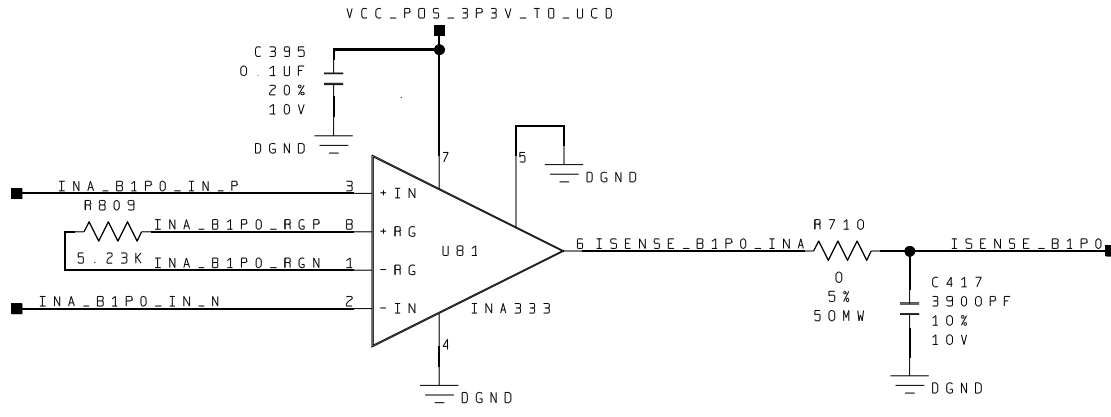 VCC_POS_3P3V_TO_UCD
C395
0.1UF
20%
10V
DGND
7
5
DGND
INA_B1P0_IN_P
3
+IN
R809
5.23K
INA_B1P0_RGP
8
+RG
INA_B1P0_RGN
1
-RG
INA_B1P0_IN_N
2
-IN
U81
INA333
4
DGND
6
ISENSE_B1P0_INA
R710
0
5%
50MW
ISENSE_B1P0
C417
3900PF
10%
10V
DGND